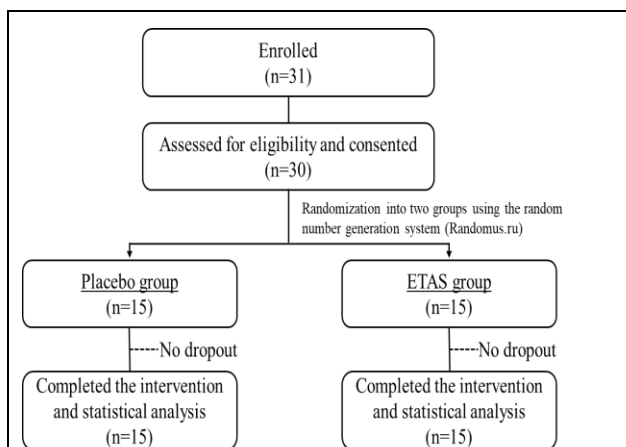 Enrolled
(n=31)
Assessed for eligibility and consented
(n=30)
Randomization into two groups using the random
number generation system (Randomus.ru)
Placebo group
(n=15)
ETAS group
(n=15)
No dropout
No dropout
Completed the intervention
and statistical analysis
(n=15)
Completed the intervention
and statistical analysis
(n=15)